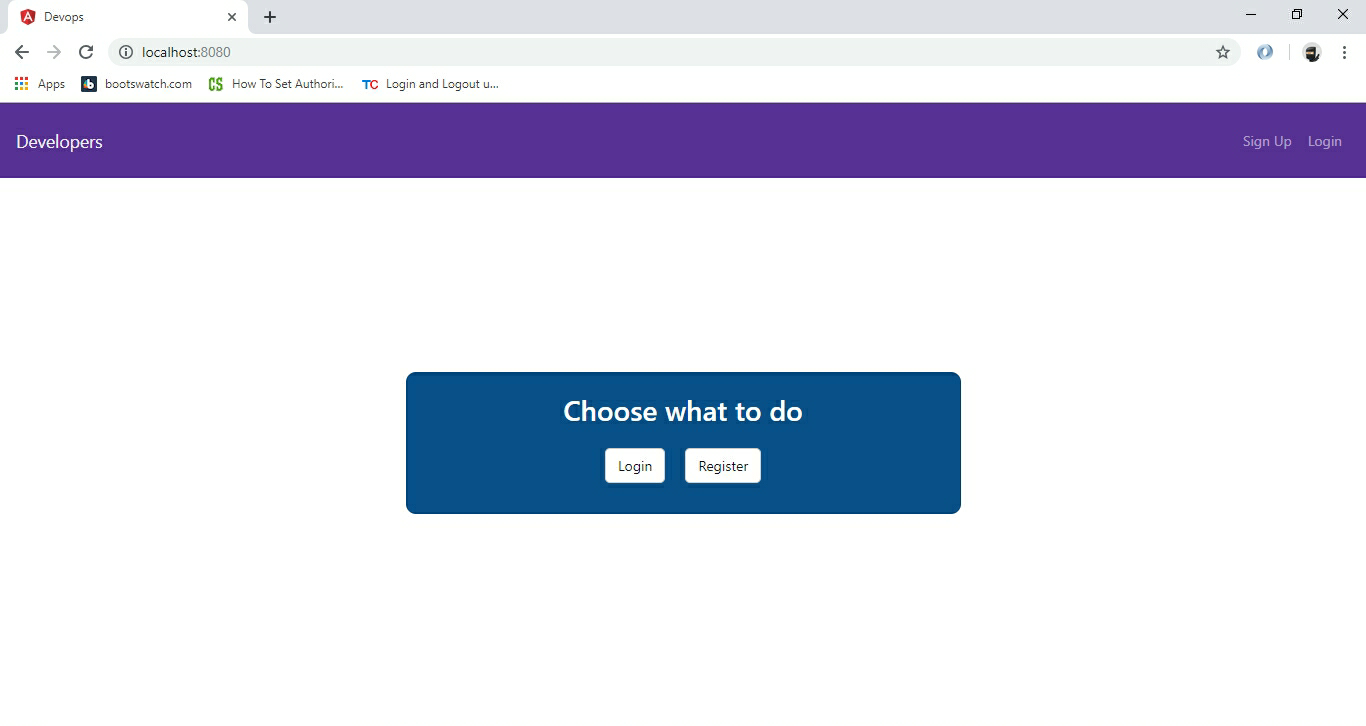 Devops
localhost:8080
Apps bootswatch.com How To Set Authori... Login and Logout u...
Developers Sign Up Login
Choose what to do
Login Register